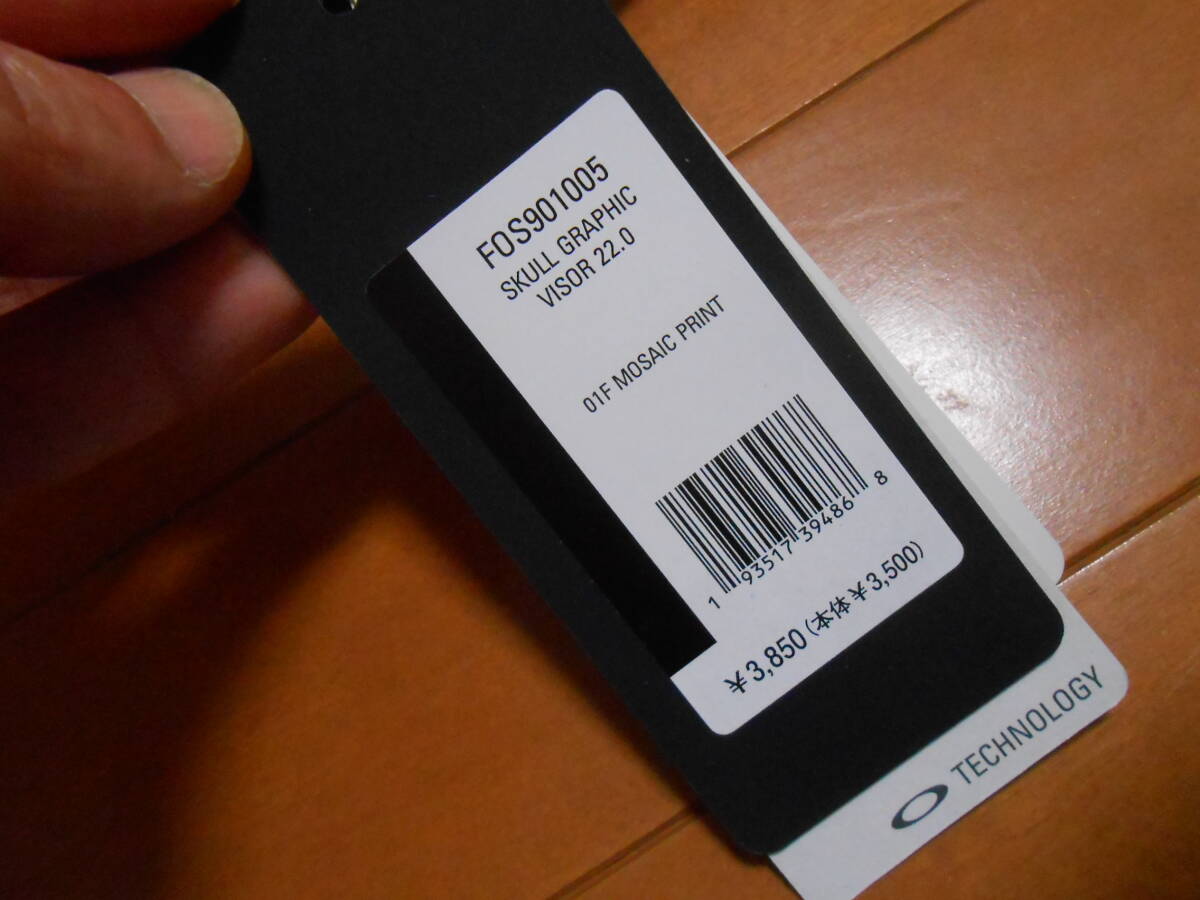 FOS901005
SKULL GRAPHIC
VISOR 22.0
01F MOSAIC PRINT
1 93517 39486 8
¥3,850(本体¥3,500)
TECHNOLOGY